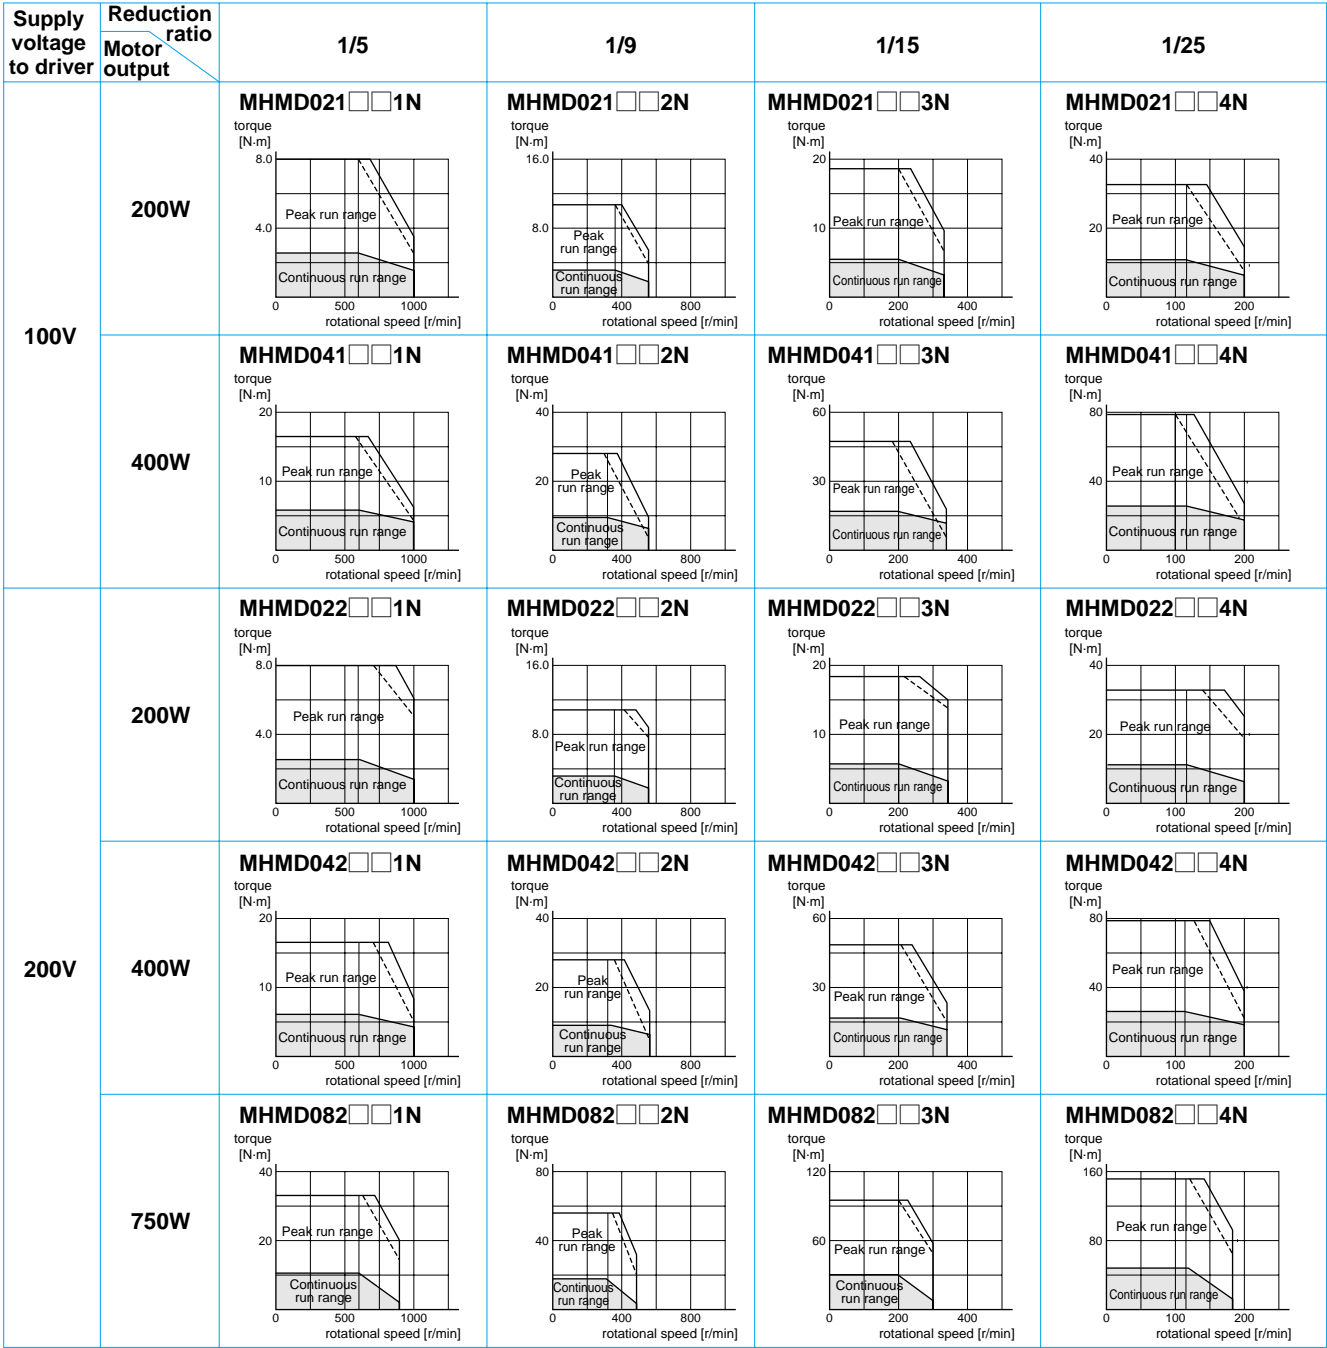 Supply
voltage
to driver
Reduction
ratio
Motor
output
1/5
1/9
1/15
1/25
100V
200W
MHMD021□□1N
torque
[N·m]
8.0
4.0
Peak run range
Continuous run range
0 500 1000
rotational speed [r/min]
MHMD021□□2N
torque
[N·m]
16.0
8.0
Peak
run range
Continuous
run range
0 400 800
rotational speed [r/min]
MHMD021□□3N
torque
[N·m]
20
10
Peak run range
Continuous run range
0 200 400
rotational speed [r/min]
MHMD021□□4N
torque
[N·m]
40
20
Peak run range
Continuous run range
0 100 200
rotational speed [r/min]
400W
MHMD041□□1N
torque
[N·m]
20
10
Peak run range
Continuous run range
0 500 1000
rotational speed [r/min]
MHMD041□□2N
torque
[N·m]
40
20
Peak
run range
Continuous
run range
0 400 800
rotational speed [r/min]
MHMD041□□3N
torque
[N·m]
60
30
Peak run range
Continuous run range
0 200 400
rotational speed [r/min]
MHMD041□□4N
torque
[N·m]
80
40
Peak run range
Continuous run range
0 100 200
rotational speed [r/min]
200V
200W
MHMD022□□1N
torque
[N·m]
8.0
4.0
Peak run range
Continuous run range
0 500 1000
rotational speed [r/min]
MHMD022□□2N
torque
[N·m]
16.0
8.0
Peak run range
Continuous
run range
0 400 800
rotational speed [r/min]
MHMD022□□3N
torque
[N·m]
20
10
Peak run range
Continuous run range
0 200 400
rotational speed [r/min]
MHMD022□□4N
torque
[N·m]
40
20
Peak run range
Continuous run range
0 100 200
rotational speed [r/min]
400W
MHMD042□□1N
torque
[N·m]
20
10
Peak run range
Continuous run range
0 500 1000
rotational speed [r/min]
MHMD042□□2N
torque
[N·m]
40
20
Peak
run range
Continuous
run range
0 400 800
rotational speed [r/min]
MHMD042□□3N
torque
[N·m]
60
30
Peak run range
Continuous run range
0 200 400
rotational speed [r/min]
MHMD042□□4N
torque
[N·m]
80
40
Peak run range
Continuous run range
0 100 200
rotational speed [r/min]
750W
MHMD082□□1N
torque
[N·m]
40
20
Peak run range
Continuous
run range
0 500 1000
rotational speed [r/min]
MHMD082□□2N
torque
[N·m]
80
40
Peak
run range
Continuous
run range
0 400 800
rotational speed [r/min]
MHMD082□□3N
torque
[N·m]
120
60
Peak run range
Continuous
run range
0 200 400
rotational speed [r/min]
MHMD082□□4N
torque
[N·m]
160
80
Peak run range
Continuous run range
0 100 200
rotational speed [r/min]